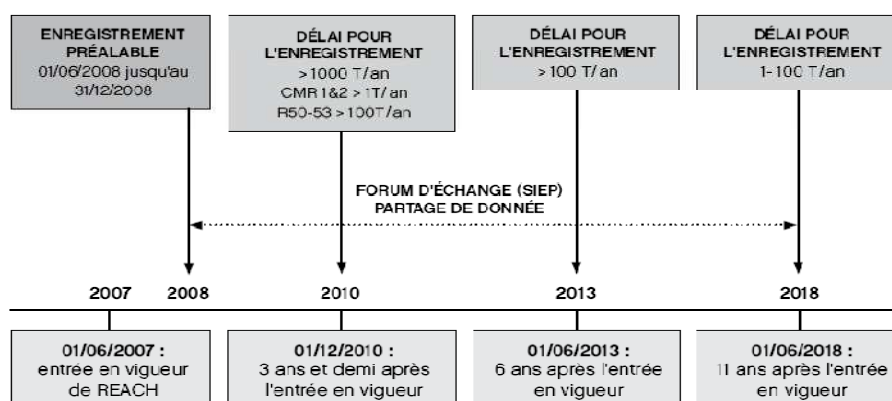 ENREGISTREMENT
PRÉALABLE
01/06/2008 jusqu'au
31/12/2008
DÉLAI POUR
L'ENREGISTREMENT
>1000 T/an
CMR 1&2 > 1T/an
R50-53 >100T/an
DÉLAI POUR
L'ENREGISTREMENT
>100 T/an
DÉLAI POUR
L'ENREGISTREMENT
1-100 T/an
FORUM D'ÉCHANGE (SIEP)
PARTAGE DE DONNÉE
2007 2008 2010 2013 2018
01/06/2007 :
entrée en vigueur
de REACH
01/12/2010 :
3 ans et demi après
l'entrée en vigueur
01/06/2013 :
6 ans après l'entrée
en vigueur
01/06/2018 :
11 ans après l'entrée
en vigueur